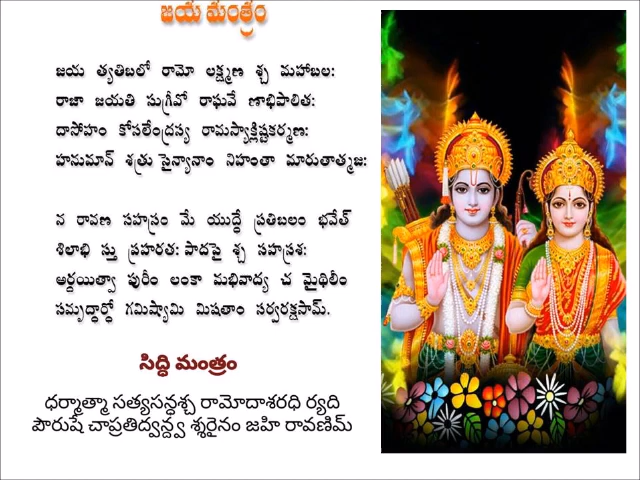 జయ మంత్రం
జయ త్యతిబలో రామో లక్ష్మణ శ్చ మహాబల:
రాజా జయతి సుగ్రీవో రాఘవే ణాభిపాలిత:
దాసోహం కోసలేంద్రస్య రామస్యాక్లిష్టకర్మణ:
హనుమాన్ శత్రు సైన్యానాం నిహంతా మారుతాత్మజ:
న రావణ సహస్రం మే యుద్ధే ప్రతిబలం భవేత్
శిలాభి స్తు ప్రహరత: పాదపై శ్చ సహస్రశ:
అర్దయిత్వా పురీం లంకా మభివాద్య చ మైథిలీం
సమృద్ధార్థో గమిష్యామి మిషతాం సర్వరక్షసామ్.
సిద్ధి మంత్రం
ధర్మాత్మా సత్యసన్ధశ్చ రామోదాశరధి ర్యది
పౌరుషే చాప్రతిద్వన్ద్వ శ్శరైనం జహి రావణిమ్